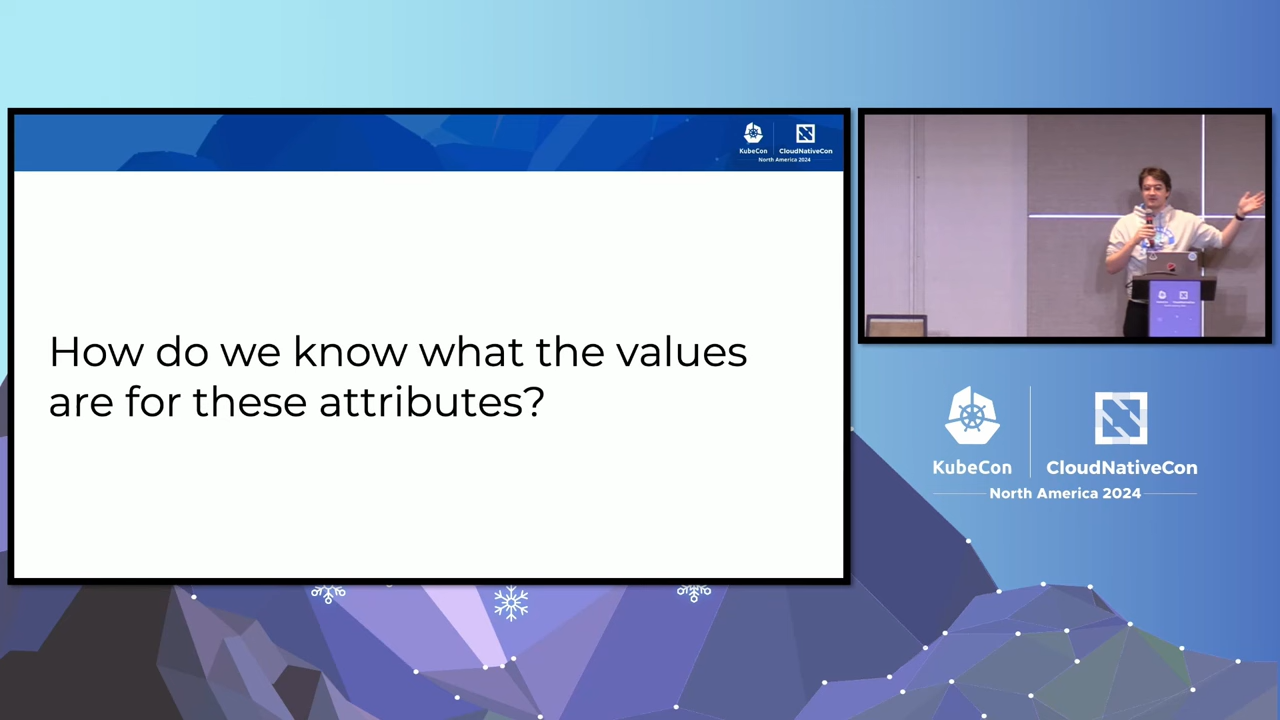 KubeCon
CloudNativeCon
North America 2024
How do we know what the values
are for these attributes?
KubeCon
CloudNativeCon
North America 2024